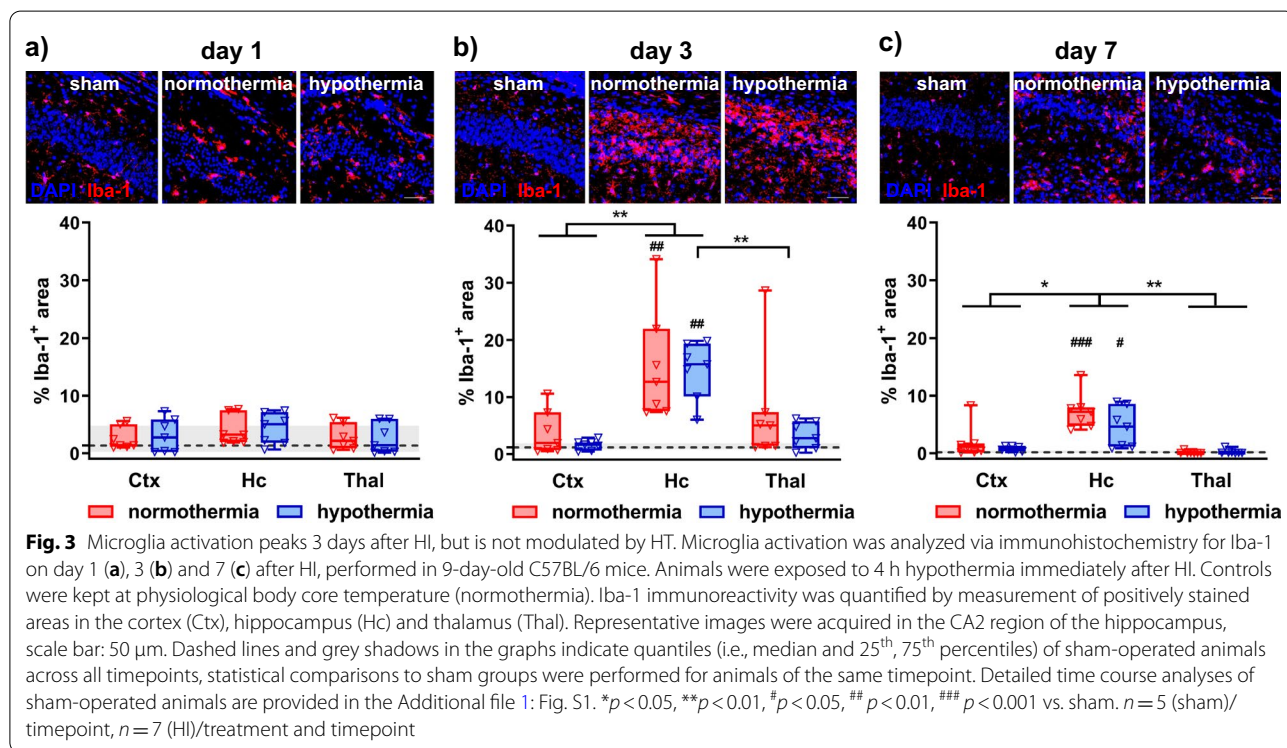 a) day 1
sham normothermia hypothermia
DAPI Iba-1
% Iba-1+ area
40
30
20
10
0
Ctx Hc Thal
normothermia hypothermia
b) day 3
sham normothermia hypothermia
DAPI Iba-1
% Iba-1+ area
40
30
20
10
0
**
**
##
##
Ctx Hc Thal
normothermia hypothermia
c) day 7
sham normothermia hypothermia
DAPI Iba-1
% Iba-1+ area
40
30
20
10
0
* **
### #
Ctx Hc Thal
normothermia hypothermia
Fig. 3 Microglia activation peaks 3 days after HI, but is not modulated by HT. Microglia activation was analyzed via immunohistochemistry for Iba-1
on day 1 (a), 3 (b) and 7 (c) after HI, performed in 9-day-old C57BL/6 mice. Animals were exposed to 4 h hypothermia immediately after HI. Controls
were kept at physiological body core temperature (normothermia). Iba-1 immunoreactivity was quantified by measurement of positively stained
areas in the cortex (Ctx), hippocampus (Hc) and thalamus (Thal). Representative images were acquired in the CA2 region of the hippocampus,
scale bar: 50 μm. Dashed lines and grey shadows in the graphs indicate quantiles (i.e., median and 25th, 75th percentiles) of sham-operated animals
across all timepoints, statistical comparisons to sham groups were performed for animals of the same timepoint. Detailed time course analyses of
sham-operated animals are provided in the Additional file 1: Fig. S1. *p < 0.05, **p < 0.01, #p < 0.05, ## p < 0.01, ### p < 0.001 vs. sham. n = 5 (sham)/
timepoint, n = 7 (HI)/treatment and timepoint